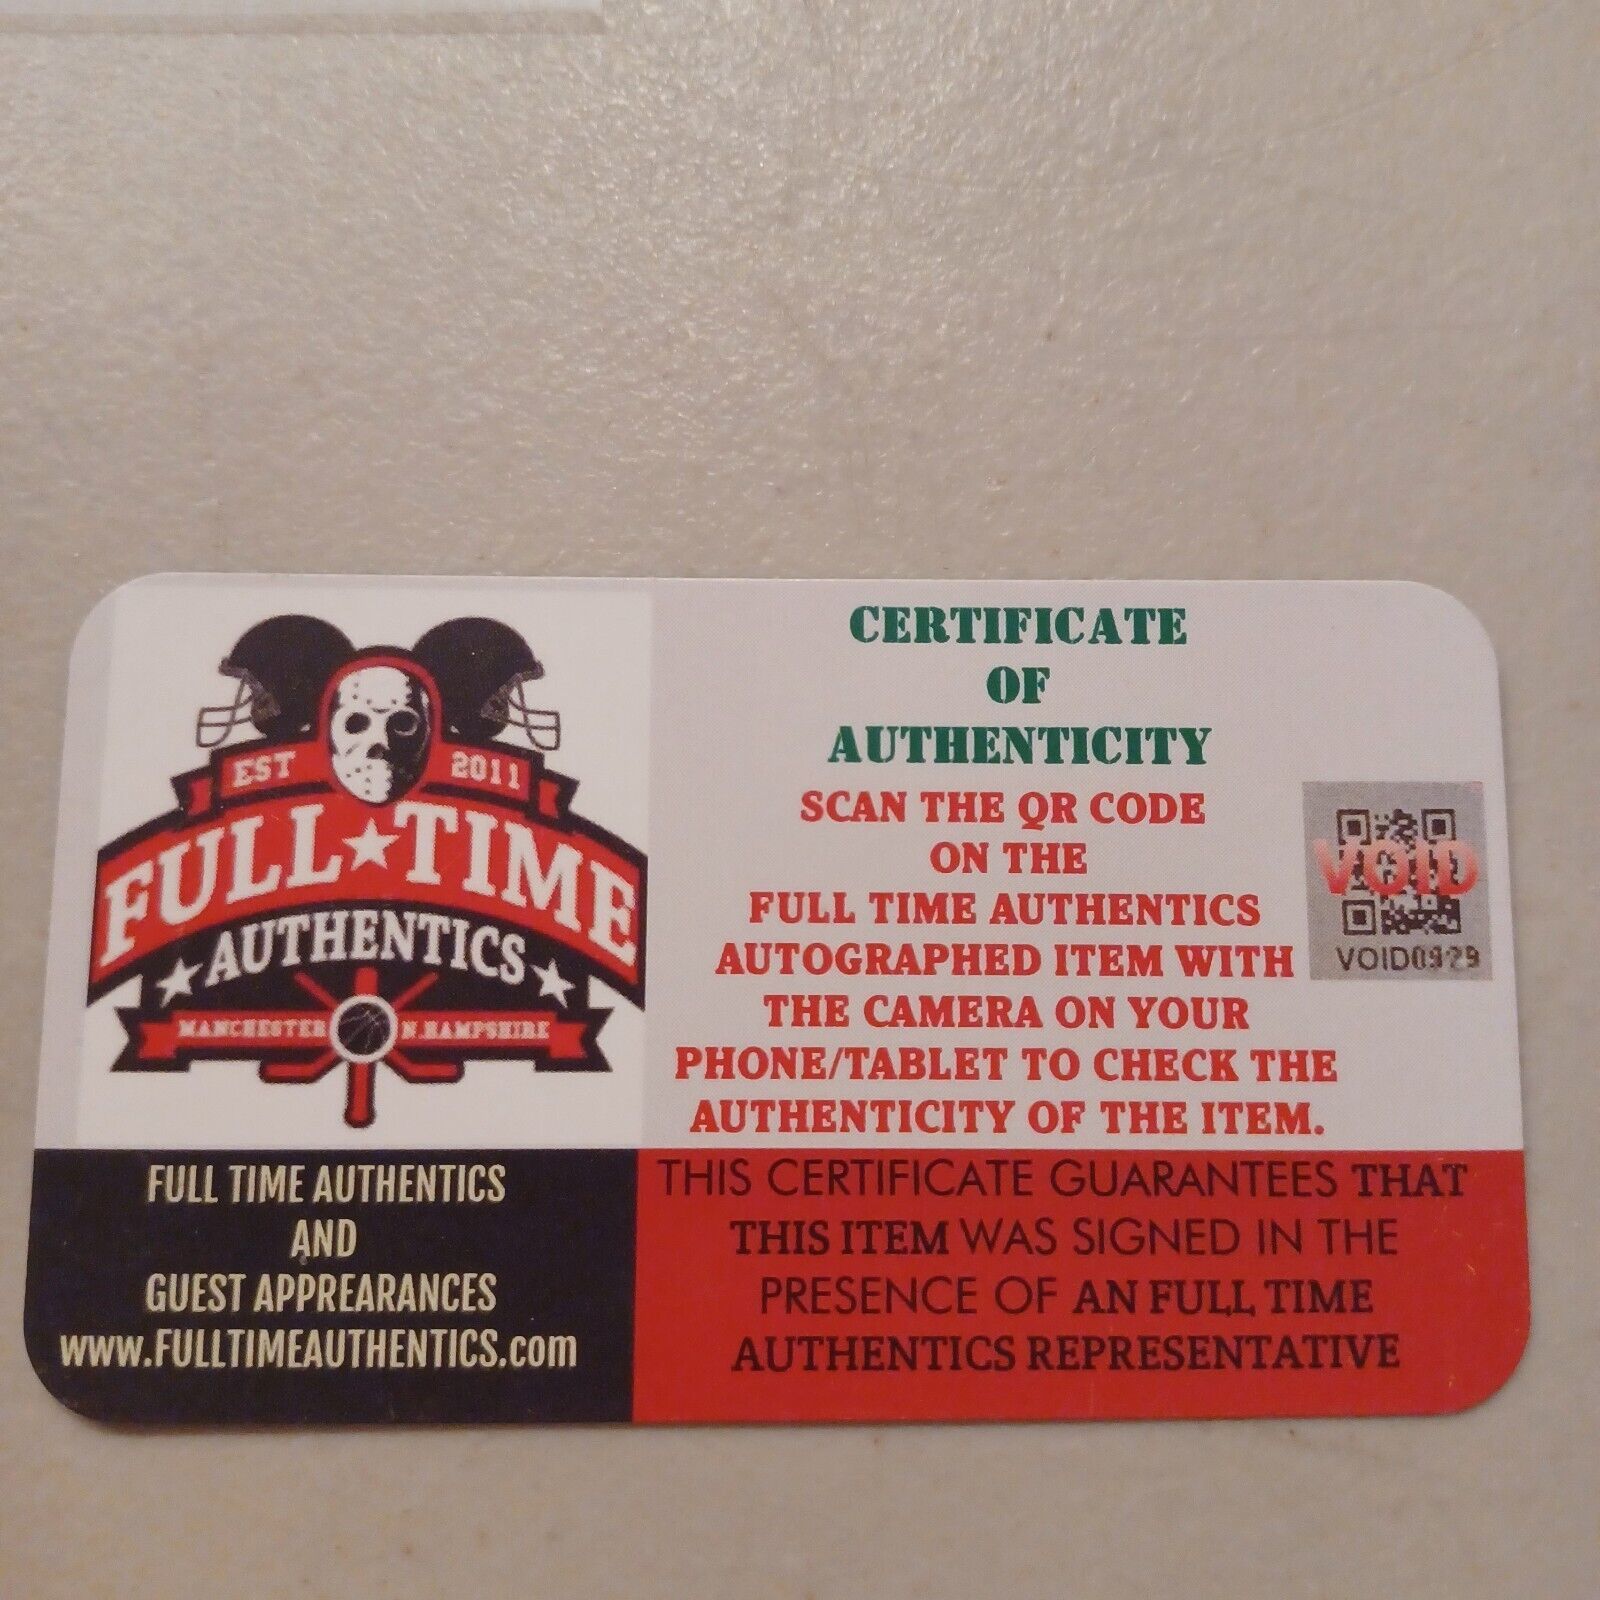 EST 2011
FULL TIME
AUTHENTICS
MANCHESTER N.HAMPSHIRE
CERTIFICATE
OF
AUTHENTICITY
SCAN THE QR CODE
ON THE
FULL TIME AUTHENTICS
AUTOGRAPHED ITEM WITH
THE CAMERA ON YOUR
PHONE/TABLET TO CHECK THE
AUTHENTICITY OF THE ITEM.
VOID
VOID0929
FULL TIME AUTHENTICS
AND
GUEST APPREARANCES
www.FULLTIMEAUTHENTICS.com
THIS CERTIFICATE GUARANTEES THAT
THIS ITEM WAS SIGNED IN THE
PRESENCE OF AN FULL TIME
AUTHENTICS REPRESENTATIVE